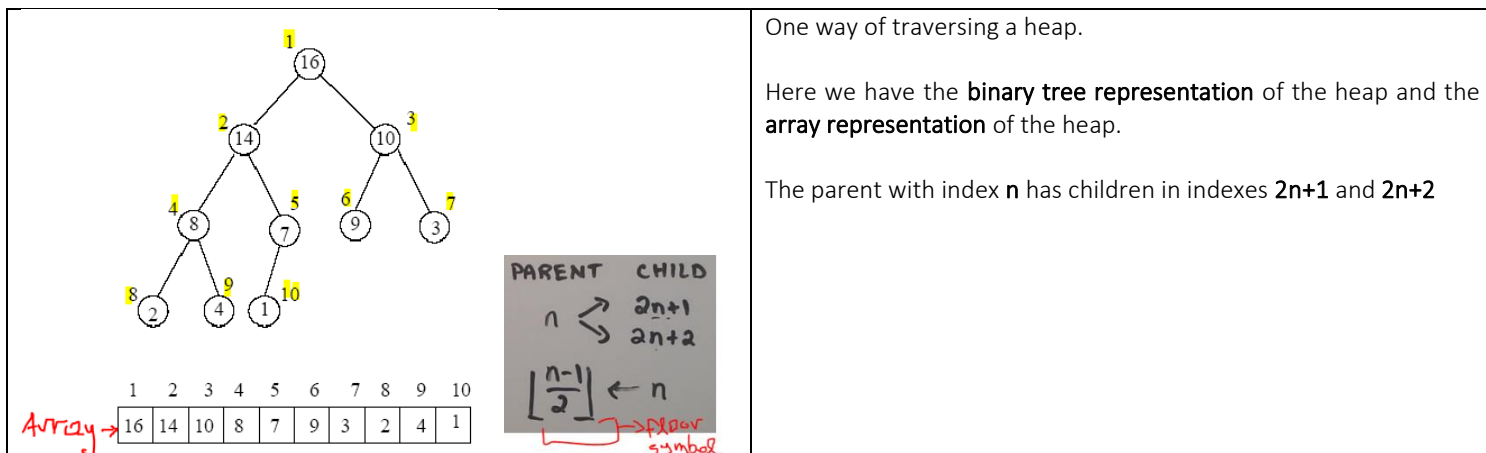 1
16
2
14
3
10
4
8
5
7
6
9
7
3
8
2
9
4
10
1
1 2 3 4 5 6 7 8 9 10
Array → 16 14 10 8 7 9 3 2 4 1
PARENT CHILD
n 2n+1
2n+2
⌊n-1/2⌋ ← n
→ floor
symbol
One way of traversing a heap.
Here we have the binary tree representation of the heap and the
array representation of the heap.
The parent with index n has children in indexes 2n+1 and 2n+2